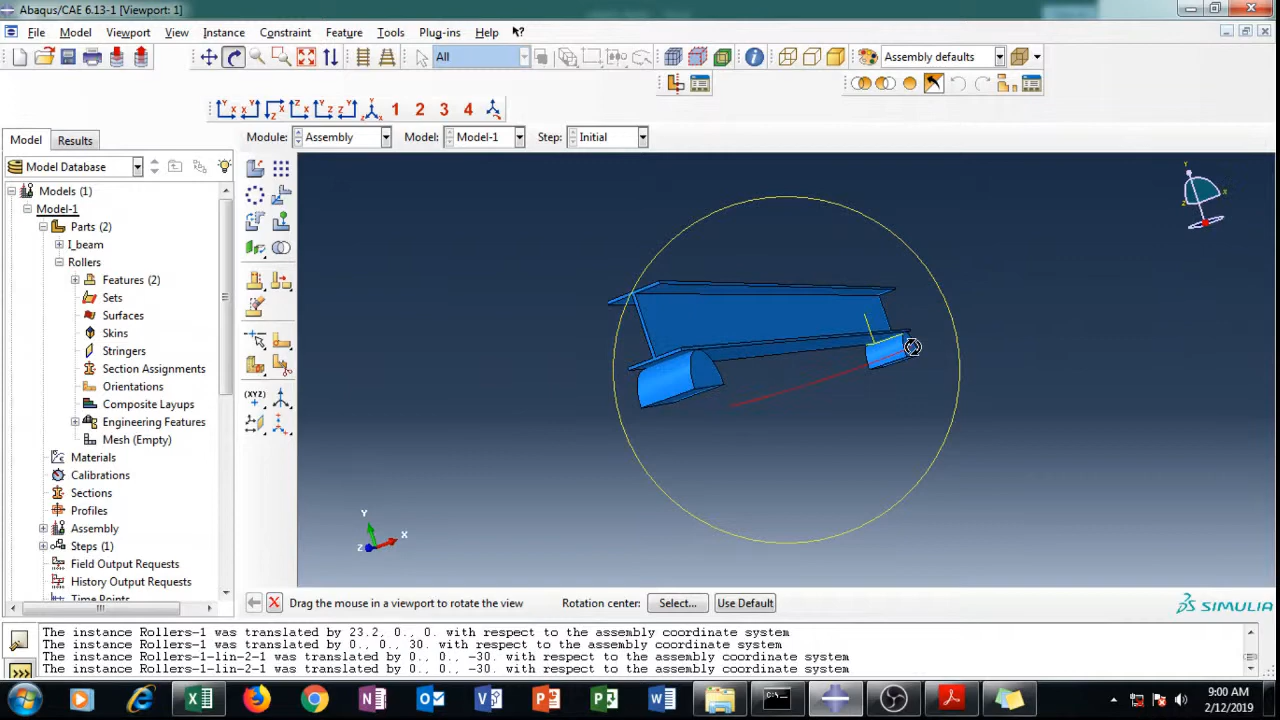 Abaqus/CAE 6.13-1 [Viewport: 1]
File Model Viewport View Instance Constraint Feature Tools Plug-ins Help
All
Assembly defaults
1 2 3 4
Model Results
Module: Assembly Model: Model-1 Step: Initial
Model Database
Models (1)
Model-1
Parts (2)
I_beam
Rollers
Features (2)
Sets
Surfaces
Skins
Stringers
Section Assignments
Orientations
Composite Layups
Engineering Features
Mesh (Empty)
Materials
Calibrations
Sections
Profiles
Assembly
Steps (1)
Field Output Requests
History Output Requests
Time Points
(XYZ)
Y
X
Z
Drag the mouse in a viewport to rotate the view
Rotation center: Select... Use Default
SIMULIA
The instance Rollers-1 was translated by 23.2, 0., 0. with respect to the assembly coordinate system
The instance Rollers-1 was translated by 0., 0., 30. with respect to the assembly coordinate system
The instance Rollers-1-lin-2-1 was translated by 0., 0., -30. with respect to the assembly coordinate system
The instance Rollers-1-lin-2-1 was translated by 0., 0., -30. with respect to the assembly coordinate system
>>>
9:00 AM
2/12/2019